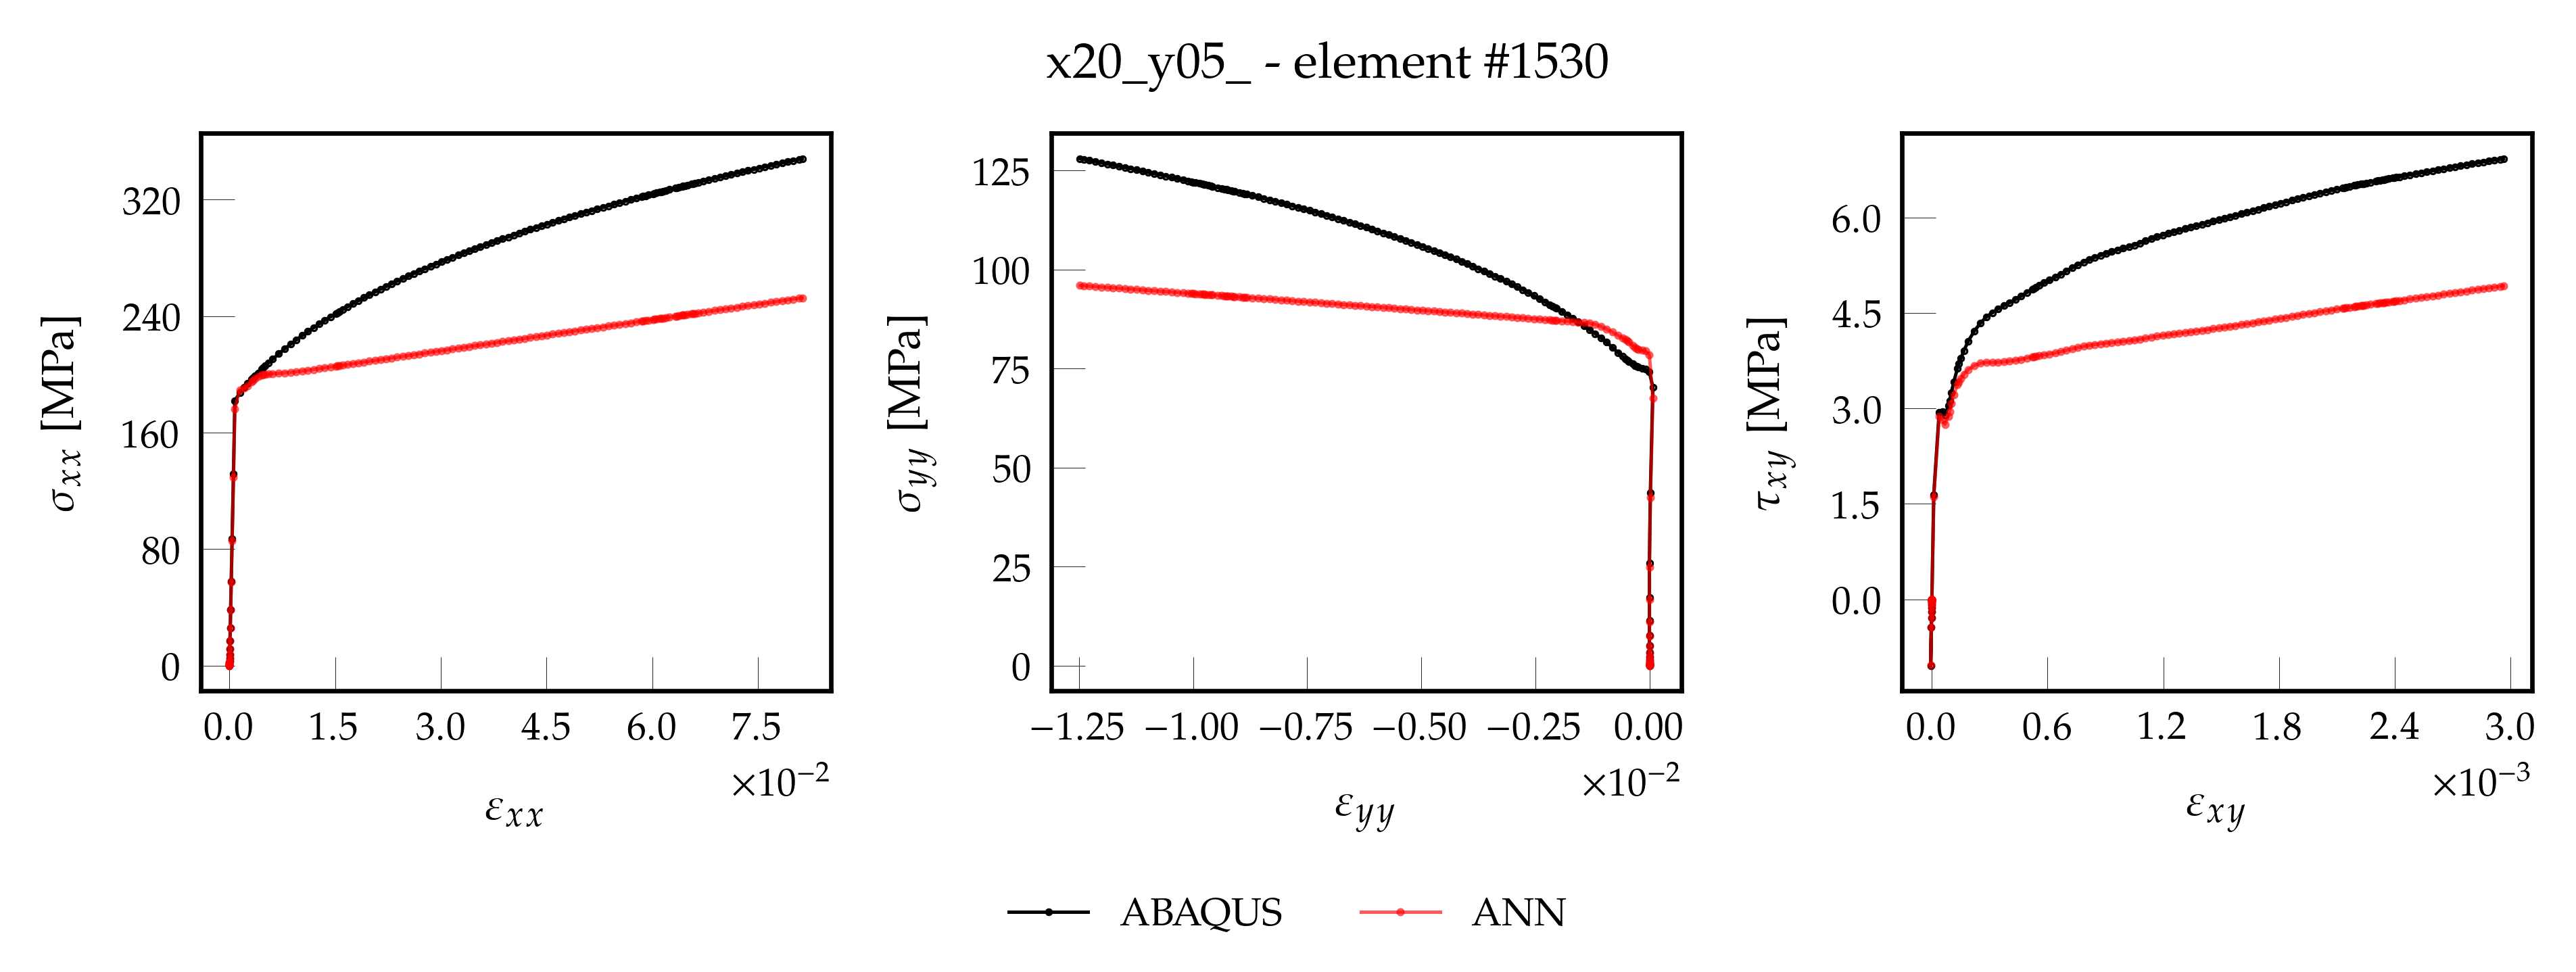 x20_y05_ - element #1530
σxx [MPa]
320
240
160
80
0
0.0 1.5 3.0 4.5 6.0 7.5
×10−2
εxx
σyy [MPa]
125
100
75
50
25
0
−1.25 −1.00 −0.75 −0.50 −0.25 0.00
×10−2
εyy
τxy [MPa]
6.0
4.5
3.0
1.5
0.0
0.0 0.6 1.2 1.8 2.4 3.0
×10−3
εxy
ABAQUS ANN